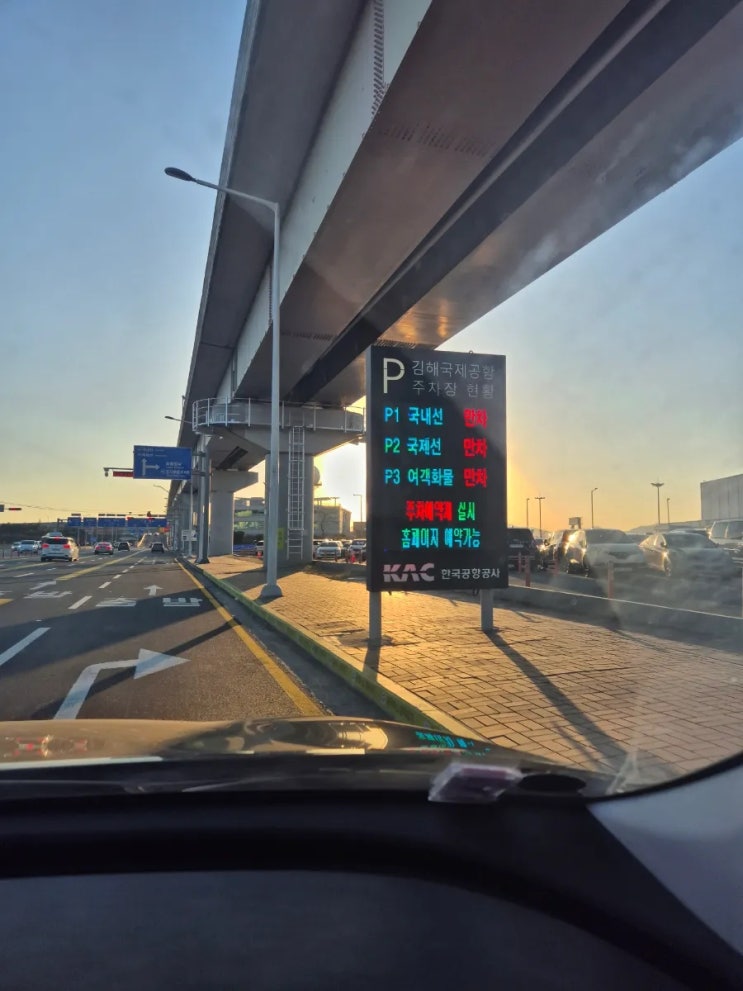 P 김해국제공항
주차장 현황
P1 국내선 만차
P2 국제선 만차
P3 여객화물 만차
주차예약제 실시
홈페이지 예약가능
KAC 한국공항공사
출발